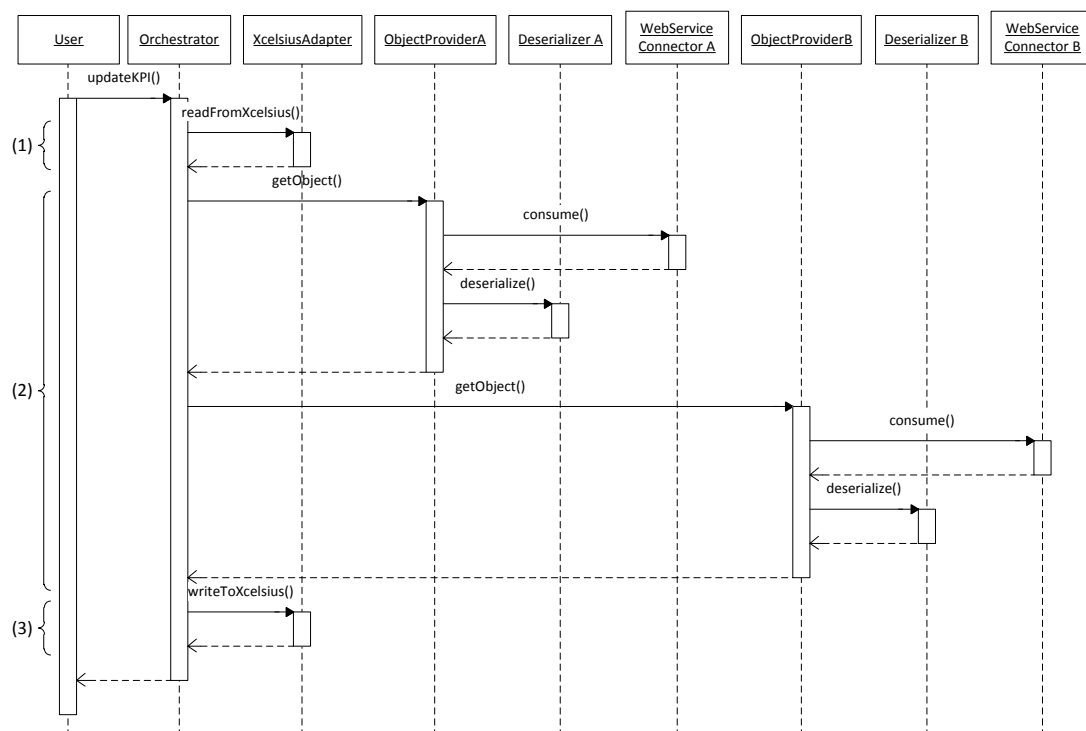 User
Orchestrator
XcelsiusAdapter
ObjectProviderA
Deserializer A
WebService
Connector A
ObjectProviderB
Deserializer B
WebService
Connector B
updateKPI()
readFromXcelsius()
(1)
getObject()
consume()
deserialize()
(2)
getObject()
consume()
deserialize()
writeToXcelsius()
(3)